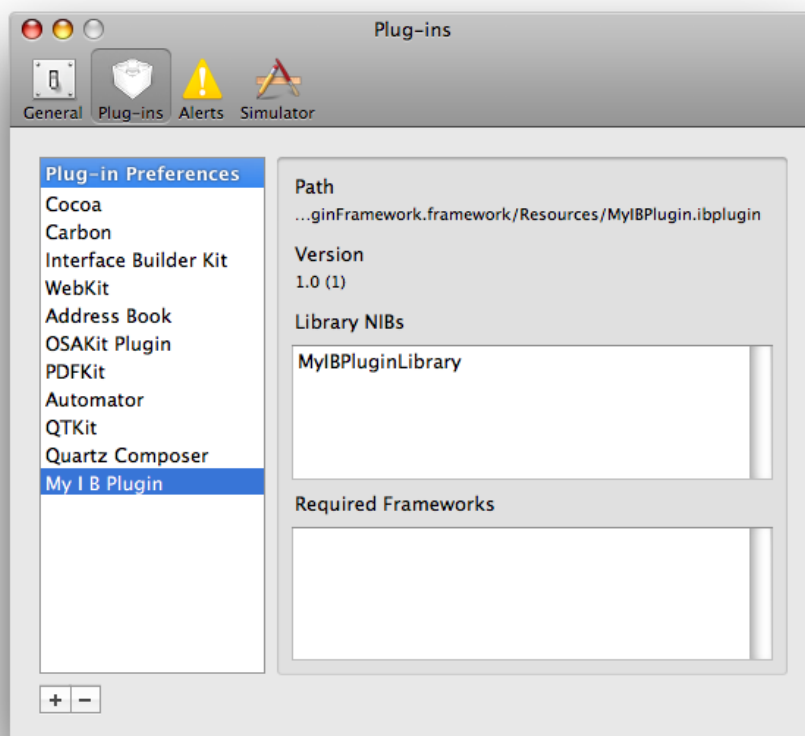 Plug-ins
General Plug-ins Alerts Simulator
Plug-in Preferences
Cocoa
Carbon
Interface Builder Kit
WebKit
Address Book
OSAKit Plugin
PDFKit
Automator
QTKit
Quartz Composer
My I B Plugin
Path
...ginFramework.framework/Resources/MyIBPlugin.ibplugin
Version
1.0 (1)
Library NIBs
MyIBPluginLibrary
Required Frameworks